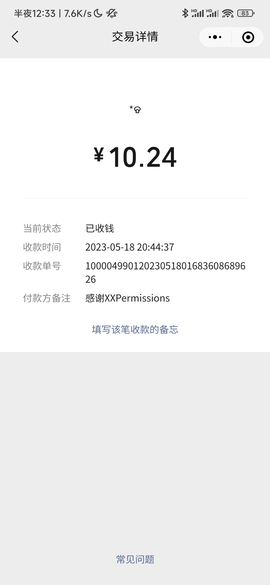 半夜12:33 | 7.6K/s
63
交易详情
¥10.24
当前状态 已收钱
收款时间 2023-05-18 20:44:37
收款单号 1000049901202305180168360868 96
26
付款方备注 感谢XXPermissions
填写该笔收款的备忘
常见问题